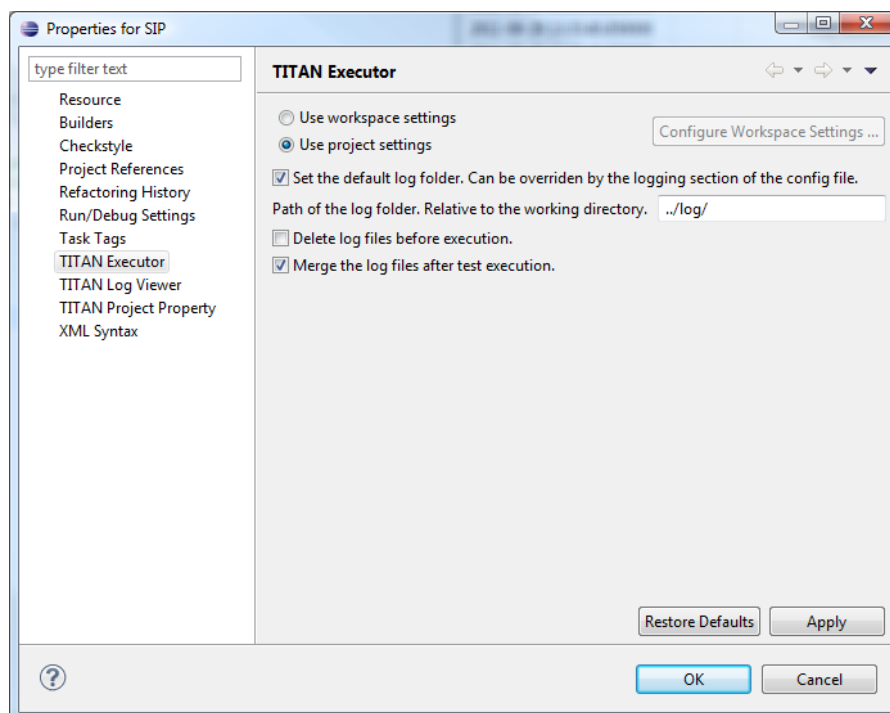 Properties for SIP
type filter text
Resource
Builders
Checkstyle
Project References
Refactoring History
Run/Debug Settings
Task Tags
TITAN Executor
TITAN Log Viewer
TITAN Project Property
XML Syntax
TITAN Executor
Use workspace settings
Configure Workspace Settings ...
Use project settings
Set the default log folder. Can be overriden by the logging section of the config file.
Path of the log folder. Relative to the working directory. ../log/
Delete log files before execution.
Merge the log files after test execution.
Restore Defaults Apply
? OK Cancel